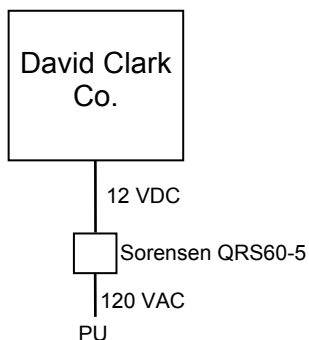 David Clark
Co.
12 VDC
Sorensen QRS60-5
120 VAC
PU